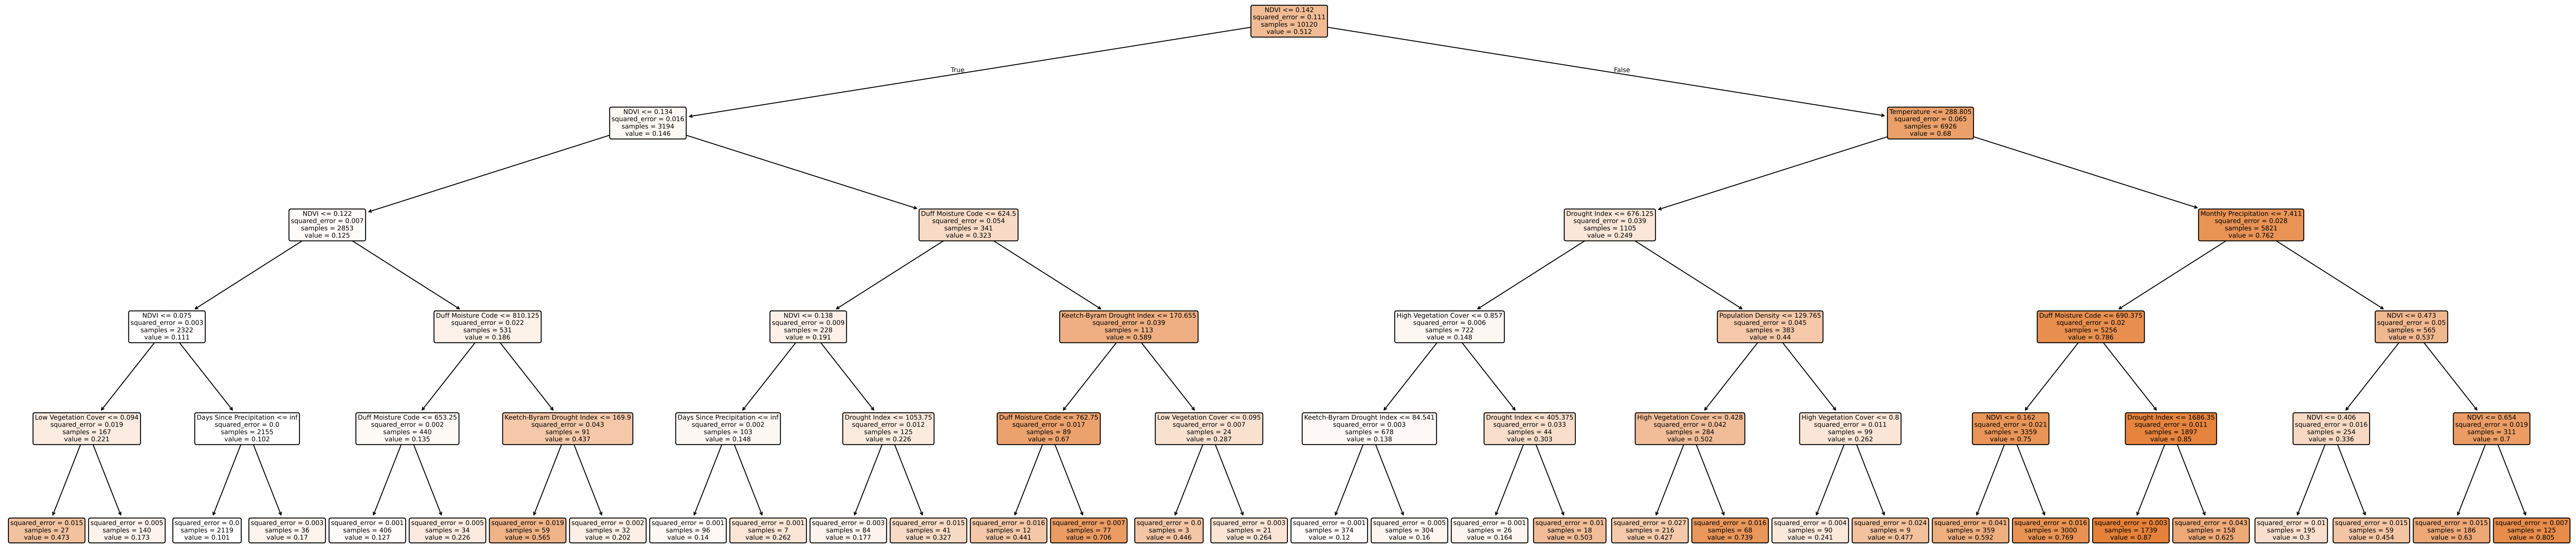 NDVI <= 0.142
squared_error = 0.111
samples = 10120
value = 0.512
True
False
NDVI <= 0.134
squared_error = 0.016
samples = 3194
value = 0.146
Temperature <= 288.805
squared_error = 0.065
samples = 6926
value = 0.68
NDVI <= 0.122
squared_error = 0.007
samples = 2853
value = 0.125
Duff Moisture Code <= 624.5
squared_error = 0.054
samples = 341
value = 0.323
Drought Index <= 676.125
squared_error = 0.039
samples = 1105
value = 0.249
Monthly Precipitation <= 7.411
squared_error = 0.028
samples = 5821
value = 0.762
NDVI <= 0.075
squared_error = 0.003
samples = 2322
value = 0.111
Duff Moisture Code <= 810.125
squared_error = 0.022
samples = 531
value = 0.186
NDVI <= 0.138
squared_error = 0.009
samples = 228
value = 0.191
Keetch-Byram Drought Index <= 170.655
squared_error = 0.039
samples = 113
value = 0.589
High Vegetation Cover <= 0.857
squared_error = 0.006
samples = 722
value = 0.148
Population Density <= 129.765
squared_error = 0.045
samples = 383
value = 0.44
Duff Moisture Code <= 690.375
squared_error = 0.02
samples = 5256
value = 0.786
NDVI <= 0.473
squared_error = 0.05
samples = 565
value = 0.537
Low Vegetation Cover <= 0.094
squared_error = 0.019
samples = 167
value = 0.221
Days Since Precipitation <= inf
squared_error = 0.0
samples = 2155
value = 0.102
Duff Moisture Code <= 653.25
squared_error = 0.002
samples = 440
value = 0.135
Keetch-Byram Drought Index <= 169.9
squared_error = 0.043
samples = 91
value = 0.437
Days Since Precipitation <= inf
squared_error = 0.002
samples = 103
value = 0.148
Drought Index <= 1053.75
squared_error = 0.012
samples = 125
value = 0.226
Duff Moisture Code <= 762.75
squared_error = 0.017
samples = 89
value = 0.67
Low Vegetation Cover <= 0.095
squared_error = 0.007
samples = 24
value = 0.287
Keetch-Byram Drought Index <= 84.541
squared_error = 0.003
samples = 678
value = 0.138
Drought Index <= 405.375
squared_error = 0.033
samples = 44
value = 0.303
High Vegetation Cover <= 0.428
squared_error = 0.042
samples = 284
value = 0.502
High Vegetation Cover <= 0.8
squared_error = 0.011
samples = 99
value = 0.262
NDVI <= 0.162
squared_error = 0.021
samples = 3359
value = 0.75
Drought Index <= 1686.35
squared_error = 0.011
samples = 1897
value = 0.85
NDVI <= 0.406
squared_error = 0.016
samples = 254
value = 0.336
NDVI <= 0.654
squared_error = 0.019
samples = 311
value = 0.7
squared_error = 0.015
samples = 27
value = 0.473
squared_error = 0.005
samples = 140
value = 0.173
squared_error = 0.0
samples = 2119
value = 0.101
squared_error = 0.003
samples = 36
value = 0.17
squared_error = 0.001
samples = 406
value = 0.127
squared_error = 0.005
samples = 34
value = 0.226
squared_error = 0.019
samples = 59
value = 0.565
squared_error = 0.002
samples = 32
value = 0.202
squared_error = 0.001
samples = 96
value = 0.14
squared_error = 0.001
samples = 7
value = 0.262
squared_error = 0.003
samples = 84
value = 0.177
squared_error = 0.015
samples = 41
value = 0.327
squared_error = 0.016
samples = 12
value = 0.441
squared_error = 0.007
samples = 77
value = 0.706
squared_error = 0.0
samples = 3
value = 0.446
squared_error = 0.003
samples = 21
value = 0.264
squared_error = 0.001
samples = 374
value = 0.12
squared_error = 0.005
samples = 304
value = 0.16
squared_error = 0.001
samples = 26
value = 0.164
squared_error = 0.01
samples = 18
value = 0.503
squared_error = 0.027
samples = 216
value = 0.427
squared_error = 0.016
samples = 68
value = 0.739
squared_error = 0.004
samples = 90
value = 0.241
squared_error = 0.024
samples = 9
value = 0.477
squared_error = 0.041
samples = 359
value = 0.592
squared_error = 0.016
samples = 3000
value = 0.769
squared_error = 0.003
samples = 1739
value = 0.87
squared_error = 0.043
samples = 158
value = 0.625
squared_error = 0.01
samples = 195
value = 0.3
squared_error = 0.015
samples = 59
value = 0.454
squared_error = 0.015
samples = 186
value = 0.63
squared_error = 0.007
samples = 125
value = 0.805